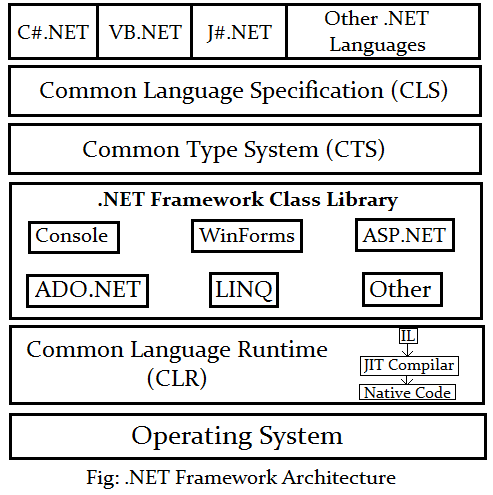 C#.NET VB.NET J#.NET Other .NET
Languages
Common Language Specification (CLS)
Common Type System (CTS)
.NET Framework Class Library
Console WinForms ASP.NET
ADO.NET LINQ Other
Common Language Runtime
(CLR)
IL
JIT Compilar
Native Code
Operating System
Fig: .NET Framework Architecture